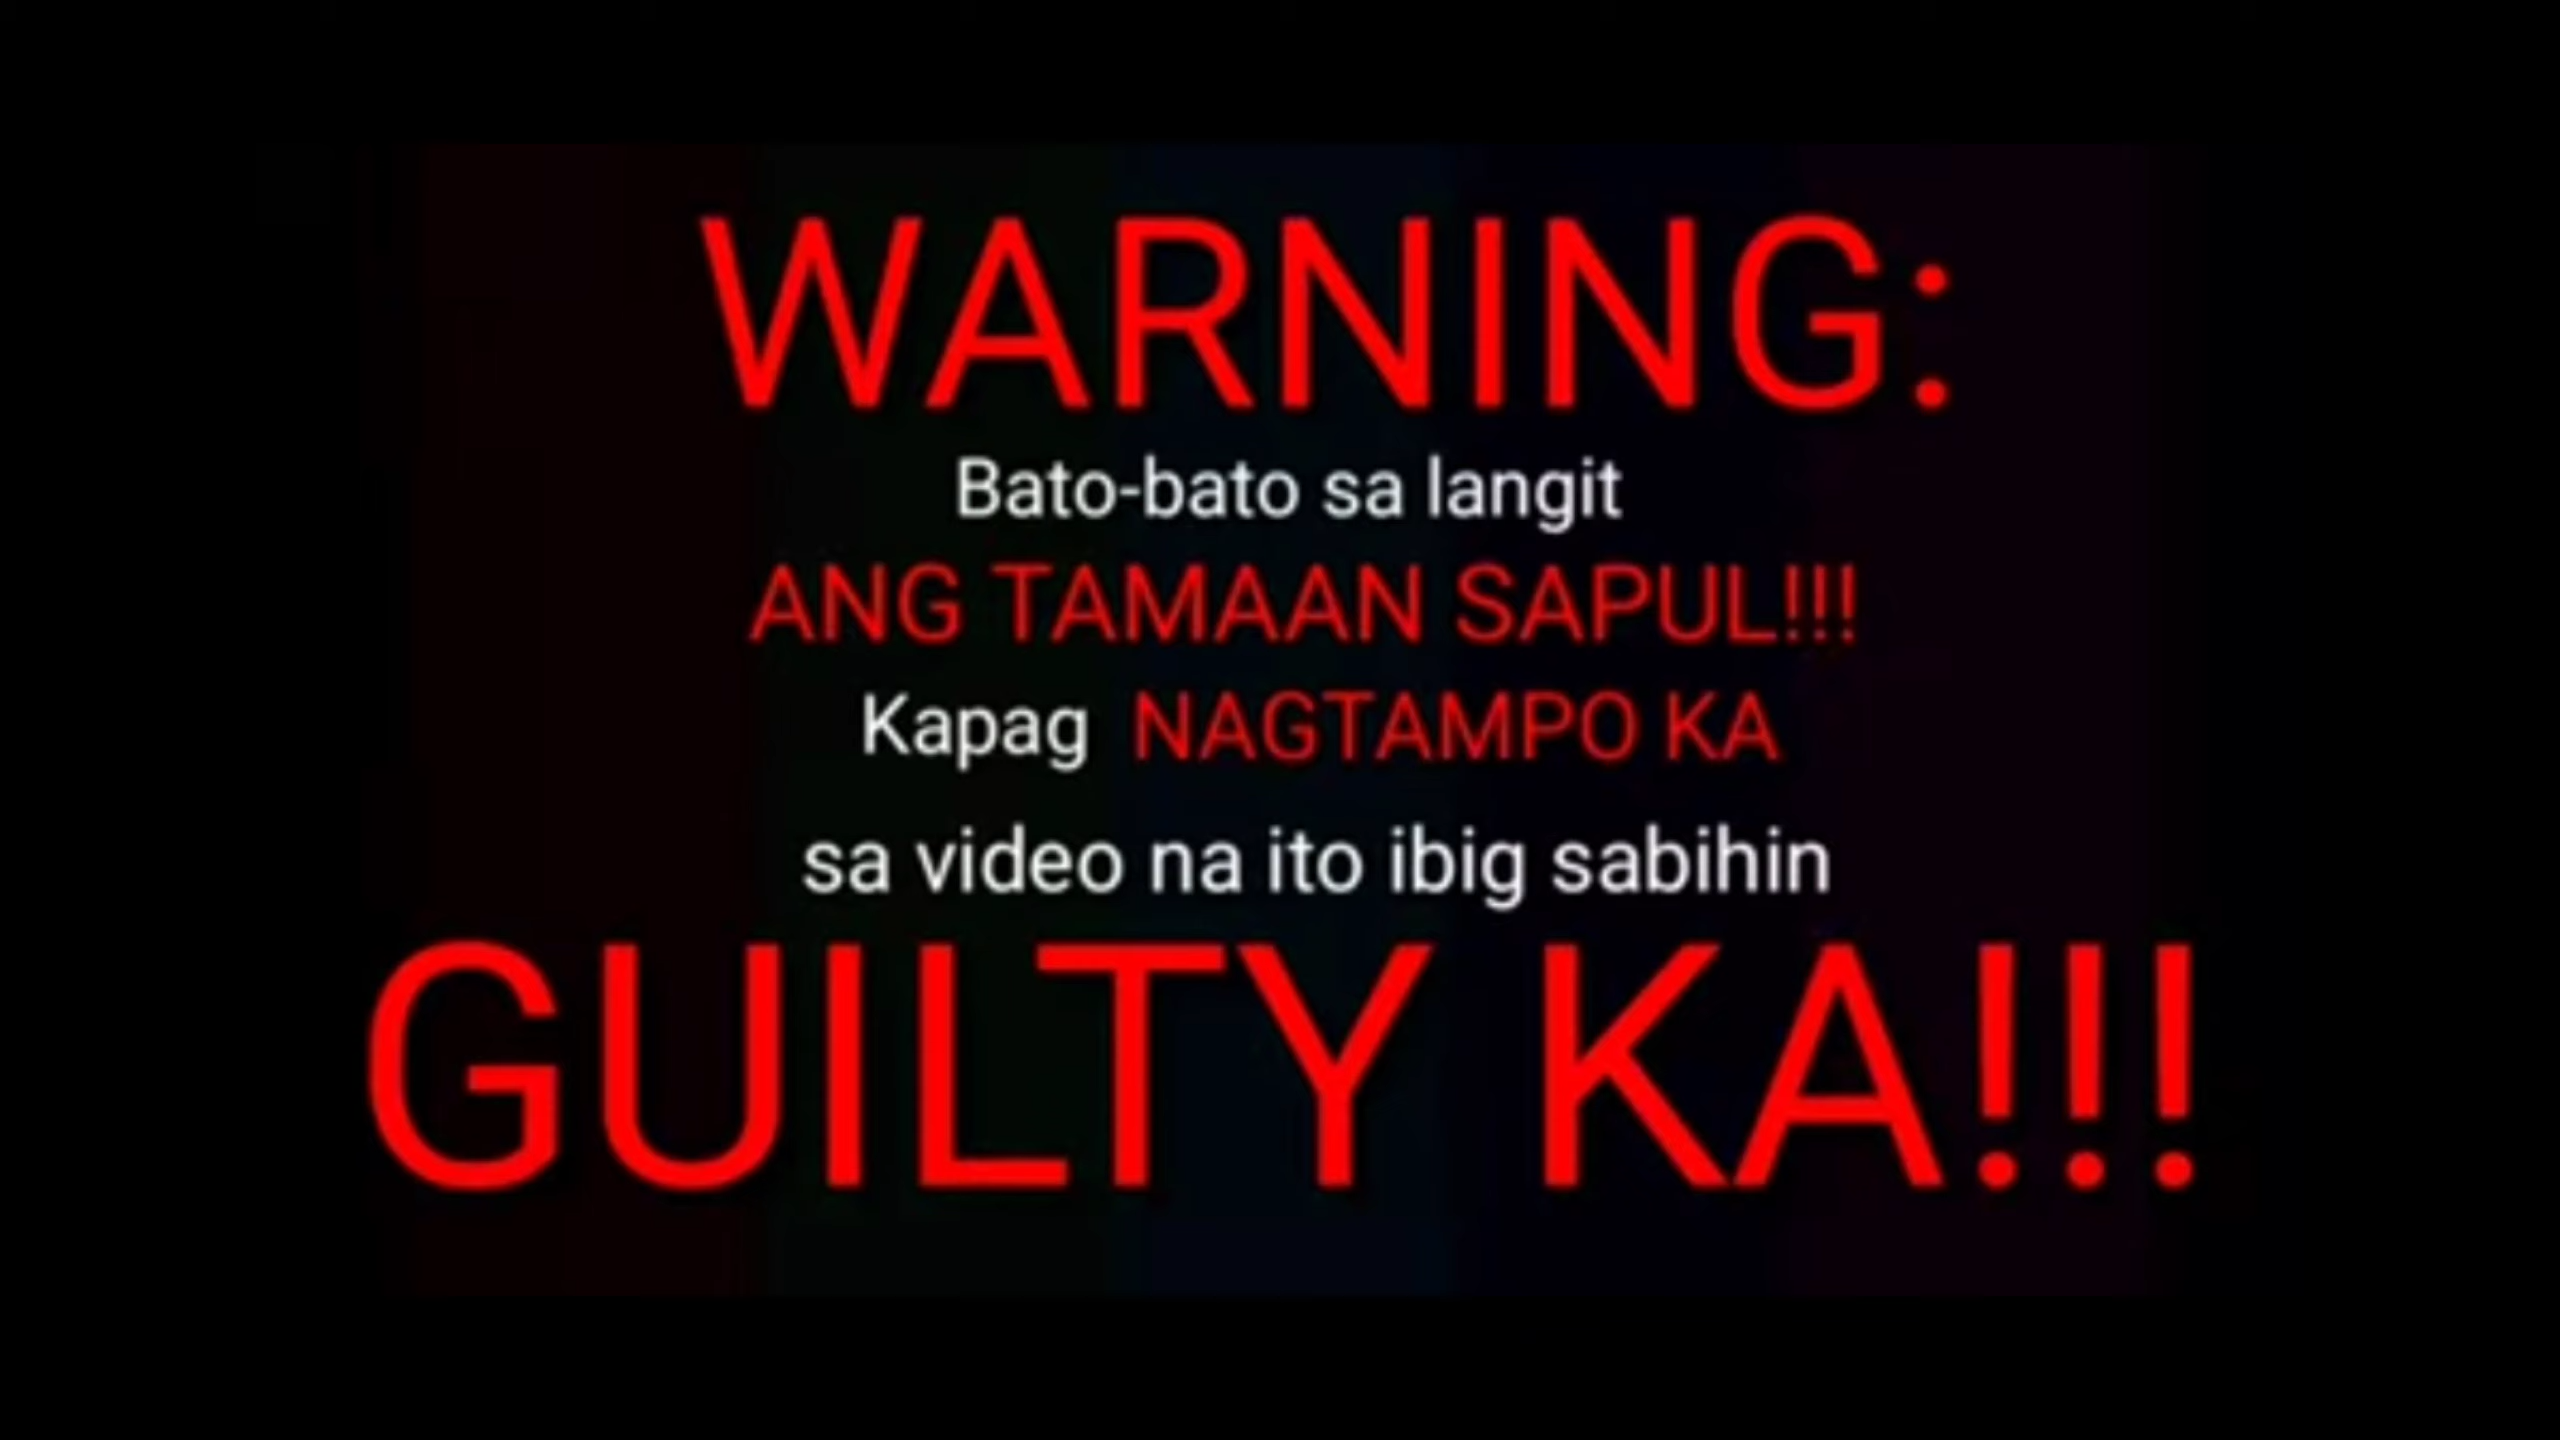 WARNING:
Bato-bato sa langit
ANG TAMAAN SAPUL!!!
Kapag NAGTAMPO KA
sa video na ito ibig sabihin
GUILTY KA!!!